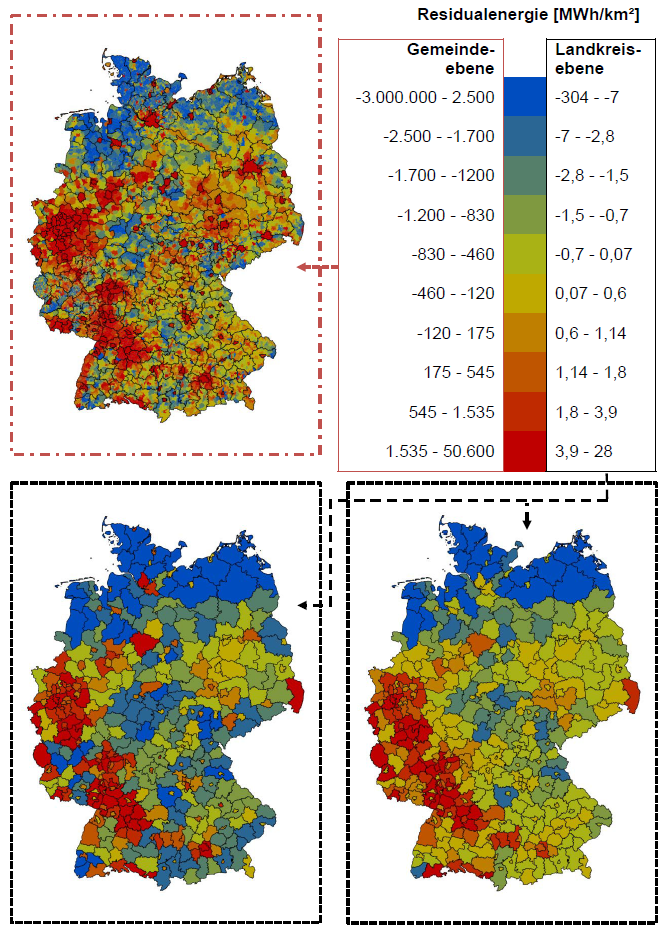 Residualenergie [MWh/km²]
Gemeinde-
ebene
Landkreis-
ebene
-3.000.000 - 2.500 -304 - -7
-2.500 - -1.700 -7 - -2,8
-1.700 - -1200 -2,8 - -1,5
-1.200 - -830 -1,5 - -0,7
-830 - -460 -0,7 - 0,07
-460 - -120 0,07 - 0,6
-120 - 175 0,6 - 1,14
175 - 545 1,14 - 1,8
545 - 1.535 1,8 - 3,9
1.535 - 50.600 3,9 - 28